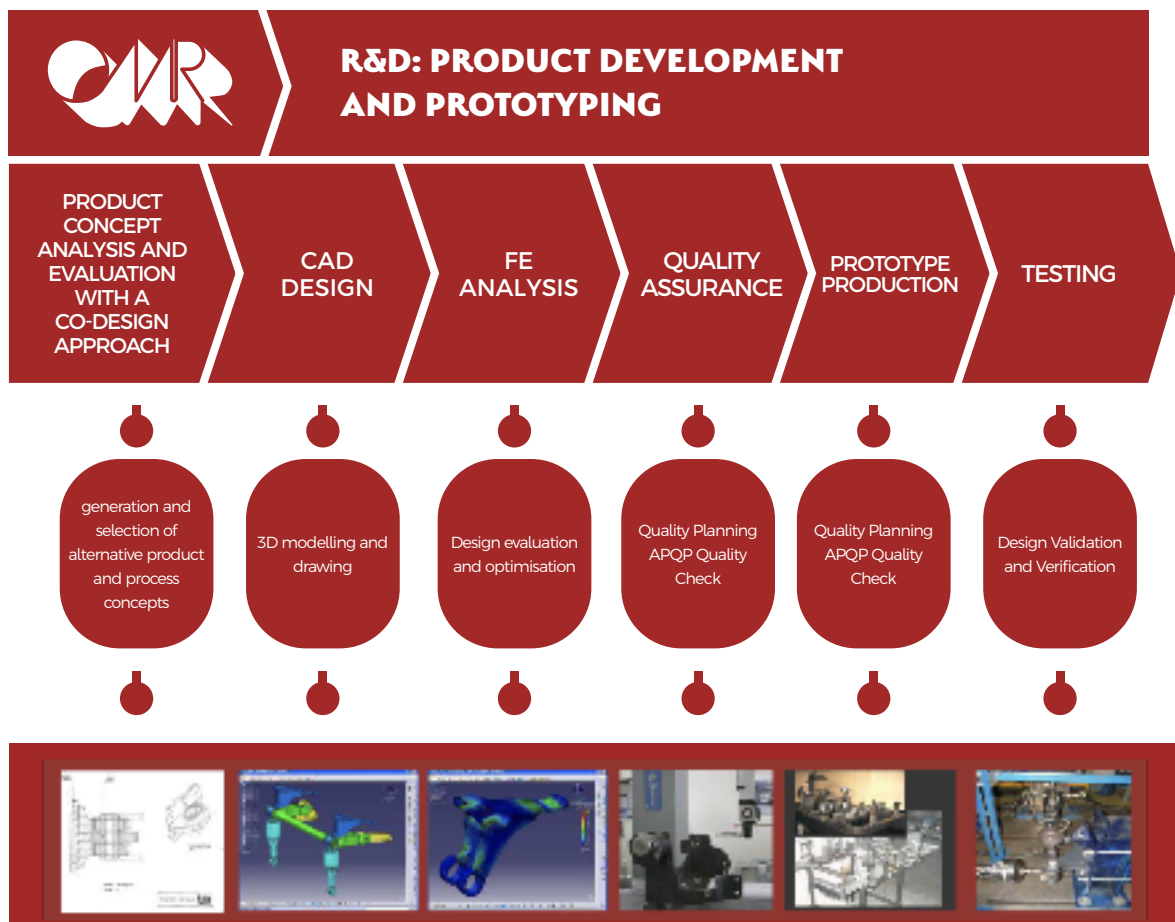 OMR
R&D: PRODUCT DEVELOPMENT
AND PROTOTYPING
PRODUCT
CONCEPT
ANALYSIS AND
EVALUATION
WITH A
CO-DESIGN
APPROACH
CAD
DESIGN
FE
ANALYSIS
QUALITY
ASSURANCE
PROTOTYPE
PRODUCTION
TESTING
generation and
selection of
alternative product
and process
concepts
3D modelling and
drawing
Design evaluation
and optimisation
Quality Planning
APQP Quality
Check
Quality Planning
APQP Quality
Check
Design Validation
and Verification